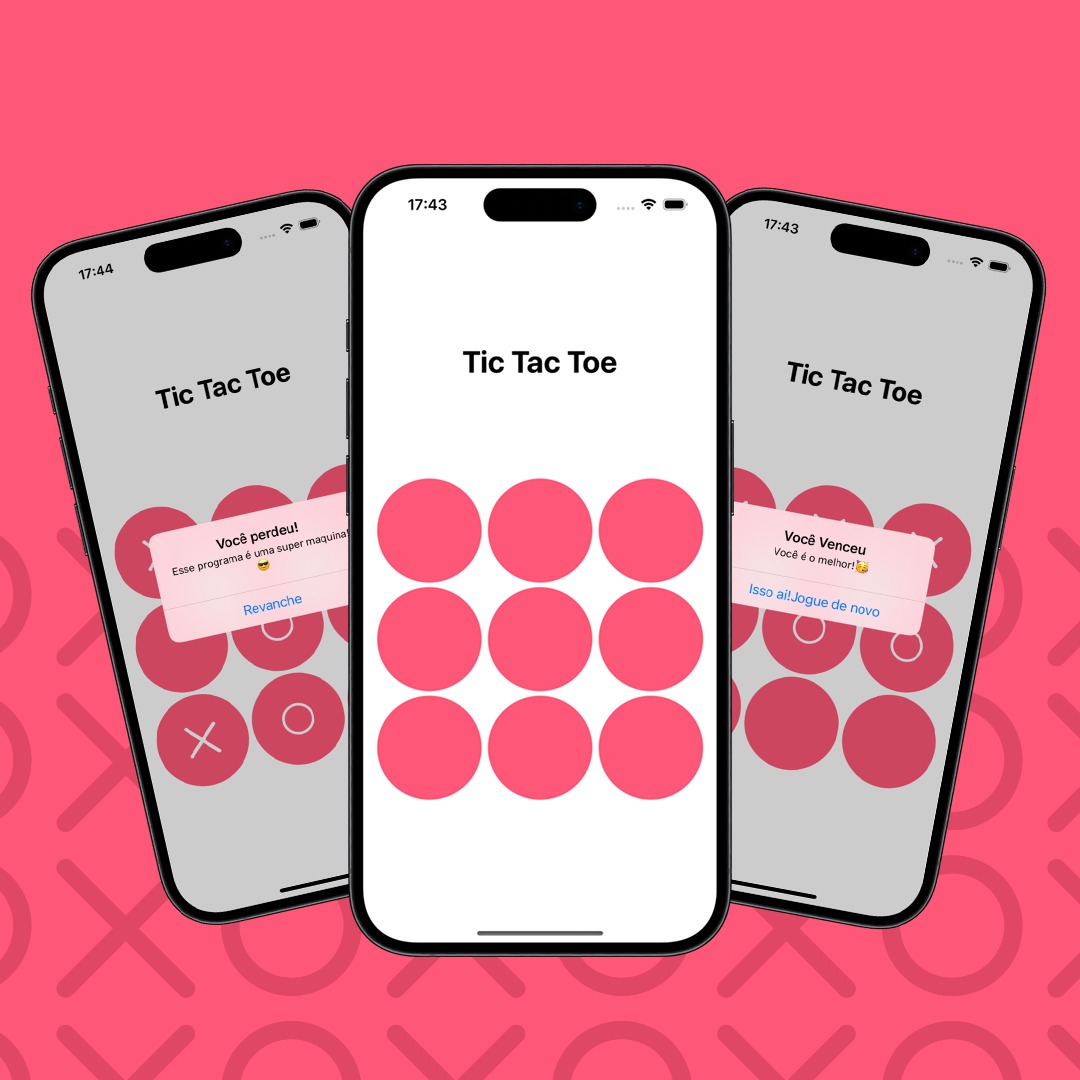 17:44
Tic Tac Toe
Você perdeu!
Esse programa é uma super maquina!
😎
Revanche
17:43
Tic Tac Toe
17:43
Tic Tac Toe
Você Venceu
Você é o melhor!🥳
Isso ai!Jogue de novo